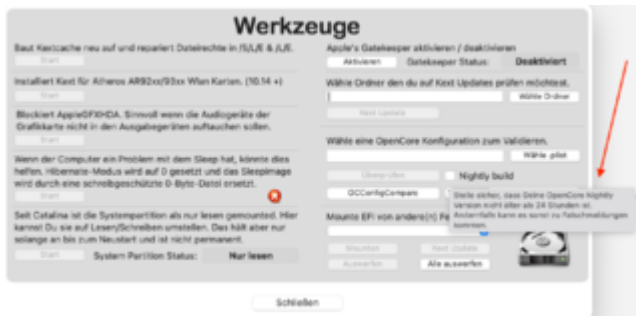 Werkzeuge
Baut Kextcache neu auf und repariert Dateirechte in /S/L/E & /L/E.
Start
Installiert Kext für Atheros AR92xx/93xx Wlan Karten. (10.14 +)
Start
Blockiert AppleGFXHDA. Sinnvoll wenn die Audiogeräte der
Grafikkarte nicht in den Ausgabegeräten auftauchen sollen.
Start
Wenn der Computer ein Problem mit dem Sleep hat, könnte dies
helfen. Hibernate-Modus wird auf 0 gesetzt und das Sleepimage
wird durch eine schreibgeschützte 0-Byte-Datei ersetzt.
Start
Seit Catalina ist die Systempartition als nur lesen gemounted. Hier
kannst Du sie auf Lesen/Schreiben umstellen. Das hält aber nur
solange an bis zum Neustart und ist nicht permanent.
Start System Partition Status: Nur lesen
Apple's Gatekeeper aktivieren / deaktivieren
Aktivieren Gatekeeper Status: Deaktiviert
Wähle Ordner den du auf Kext Updates prüfen möchtest.
Wähle Ordner
Kext Update
Wähle eine OpenCore Konfiguration zum Validieren.
Wähle .plist
Überprüfen Nightly build
OCConfigCompare
Stelle sicher, dass Deine OpenCore Nightly
Version nicht älter als 24 Stunden ist.
Andernfalls kann es sonst zu Falschmeldungen
kommen.
Mounte EFI von andere(n) Fe
Mounten Kext Update
Auswerfen Alle auswerfen
Schließen